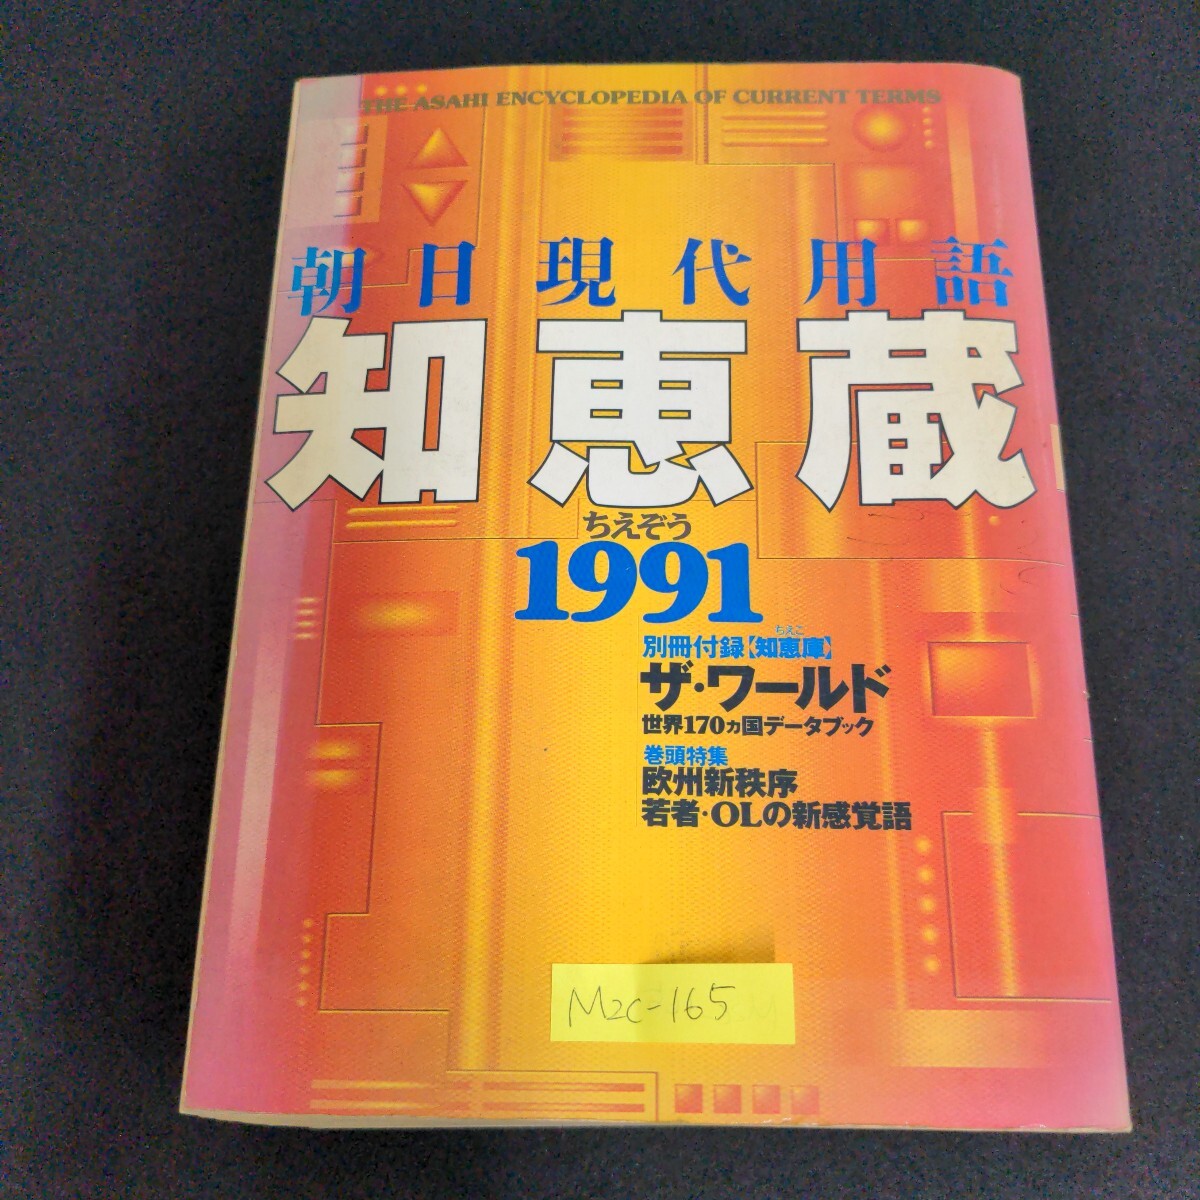 THE ASAHI ENCYCLOPEDIA OF CURRENT TERMS
朝日現代用語
知恵蔵
ちえぞう
1991
ちえこ
別冊付録【知恵庫】
ザ・ワールド
世界170ヵ国データブック
巻頭特集
欧州新秩序
若者・OLの新感覚語
M2C-165